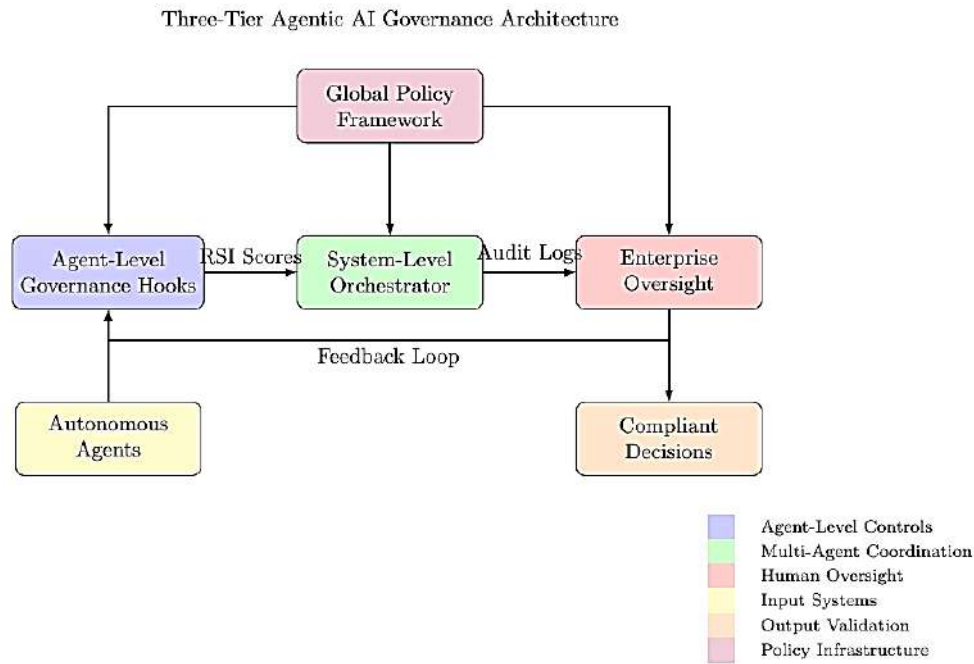 Three-Tier Agentic AI Governance Architecture
Global Policy
Framework
Agent-Level
Governance Hooks
RSI Scores
System-Level
Orchestrator
Audit Logs
Enterprise
Oversight
Feedback Loop
Autonomous
Agents
Compliant
Decisions
Agent-Level Controls
Multi-Agent Coordination
Human Oversight
Input Systems
Output Validation
Policy Infrastructure